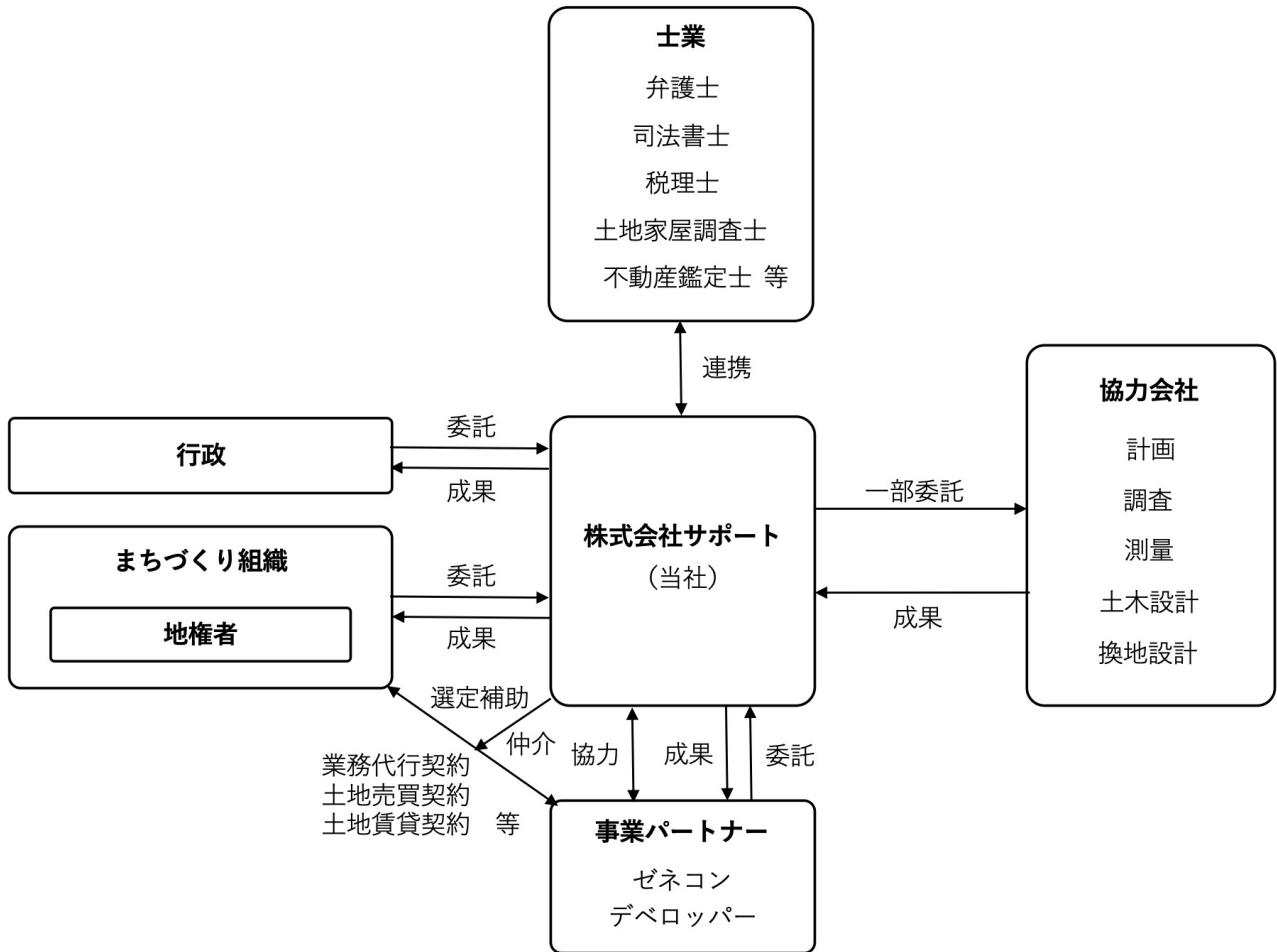 士業
弁護士
司法書士
税理士
土地家屋調査士
不動産鑑定士 等
連携
協力会社
計画
調査
測量
土木設計
換地設計
行政
委託
成果
まちづくり組織
地権者
委託
成果
株式会社サポート
（当社）
一部委託
成果
選定補助
仲介
業務代行契約
土地売買契約
土地賃貸契約　等
協力
成果
委託
事業パートナー
ゼネコン
デベロッパー